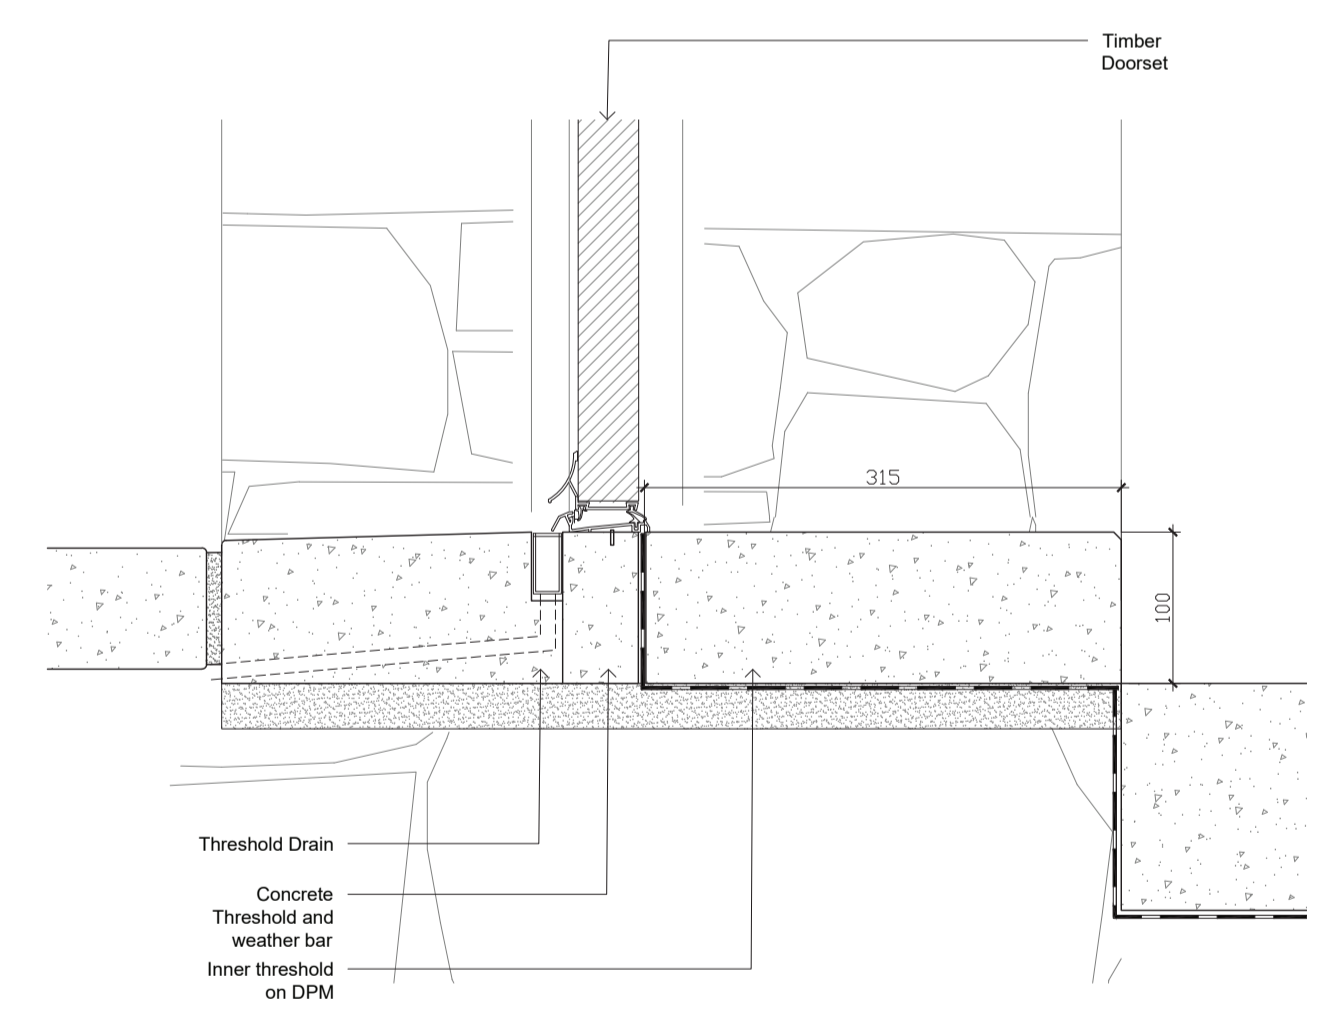 Timber
Doorset
315
100
Threshold Drain
Concrete
Threshold and
weather bar
Inner threshold
on DPM